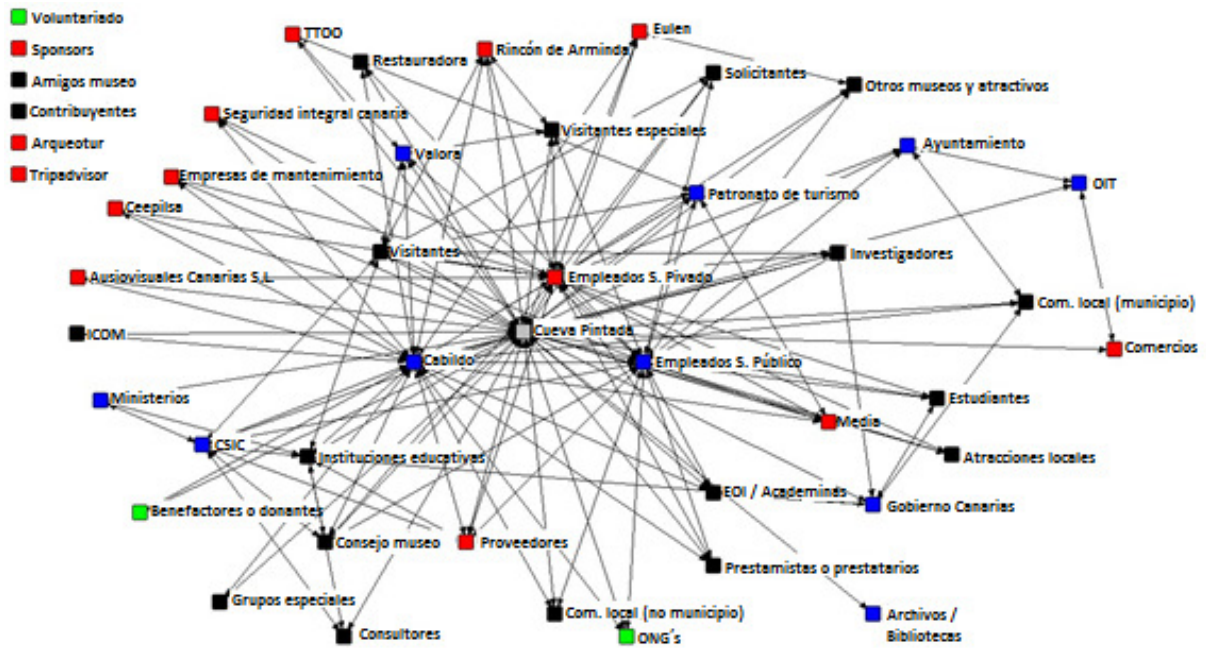 Voluntariado
Sponsors
Amigos museo
Contribuyentes
Arqueotur
Tripadvisor
TTOO
Restauradora
Rincón de Arminda
Eulen
Solicitantes
Otros museos y atractivos
Seguridad integral canaria
Visitantes especiales
Valora
Ayuntamiento
Empresas de mantenimiento
Patronato de turismo
OIT
Ceepilsa
Visitantes
Investigadores
Ausiovisuales Canarias S.L.
Empleados S. Pivado
Com. local (municipio)
ICOM
Cueva Pintada
Comercios
Cabildo
Empleados S. Público
Ministerios
Estudiantes
Media
CSIC
Instituciones educativas
Atracciones locales
EOI / Academinas
Benefactores o donantes
Gobierno Canarias
Consejo museo
Proveedores
Prestamistas o prestatarios
Grupos especiales
Com. local (no municipio)
Archivos /
Bibliotecas
Consultores
ONG´s